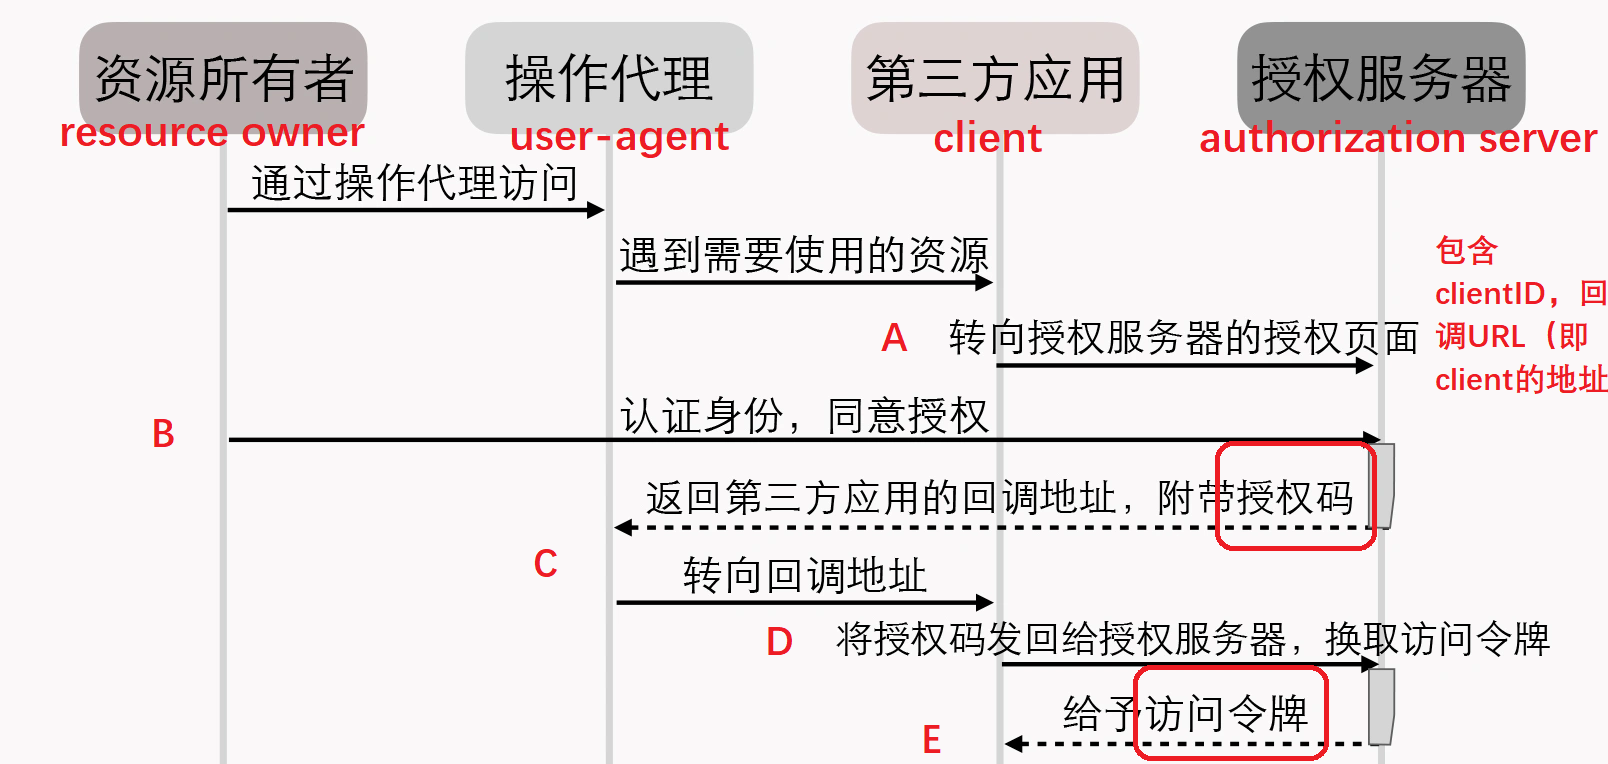 资源所有者
resource owner
操作代理
user-agent
第三方应用
client
授权服务器
authorization server
通过操作代理访问
遇到需要使用的资源
包含
clientID，回
调URL（即
client的地址
A
转向授权服务器的授权页面
B
认证身份，同意授权
返回第三方应用的回调地址，附带授权码
C
转向回调地址
D
将授权码发回给授权服务器，换取访问令牌
E
给予访问令牌